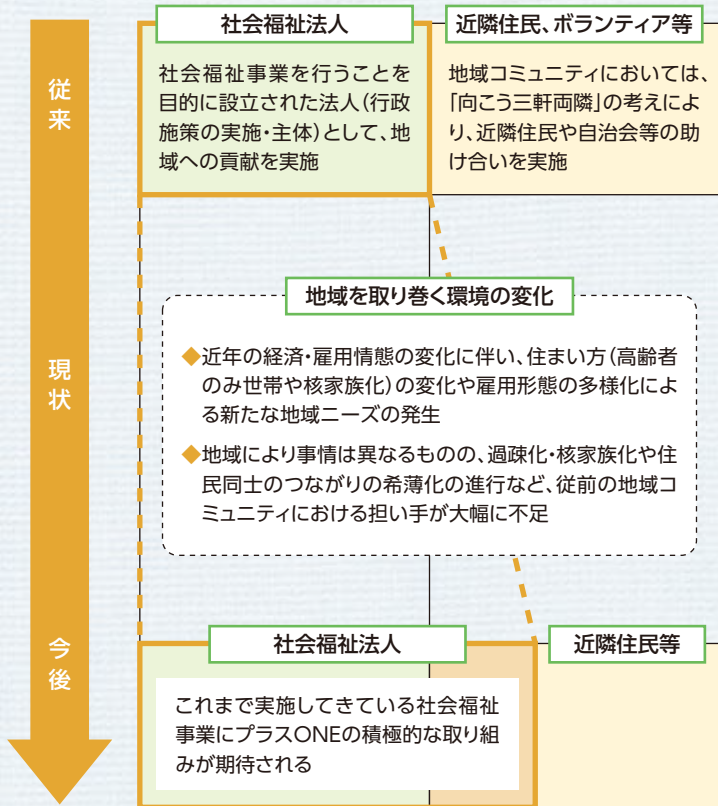 従来
社会福祉法人
社会福祉事業を行うことを
目的に設立された法人(行政
施策の実施・主体)として、地
域への貢献を実施
近隣住民、ボランティア等
地域コミュニティにおいては、
「向こう三軒両隣」の考えによ
り、近隣住民や自治会等の助
け合いを実施
現状
地域を取り巻く環境の変化
◆近年の経済・雇用情態の変化に伴い、住まい方(高齢者
のみ世帯や核家族化)の変化や雇用形態の多様化によ
る新たな地域ニーズの発生
◆地域により事情は異なるものの、過疎化・核家族化や住
民同士のつながりの希薄化の進行など、従前の地域コ
ミュニティにおける担い手が大幅に不足
今後
社会福祉法人
これまで実施してきている社会福祉
事業にプラスONEの積極的な取り組
みが期待される
近隣住民等